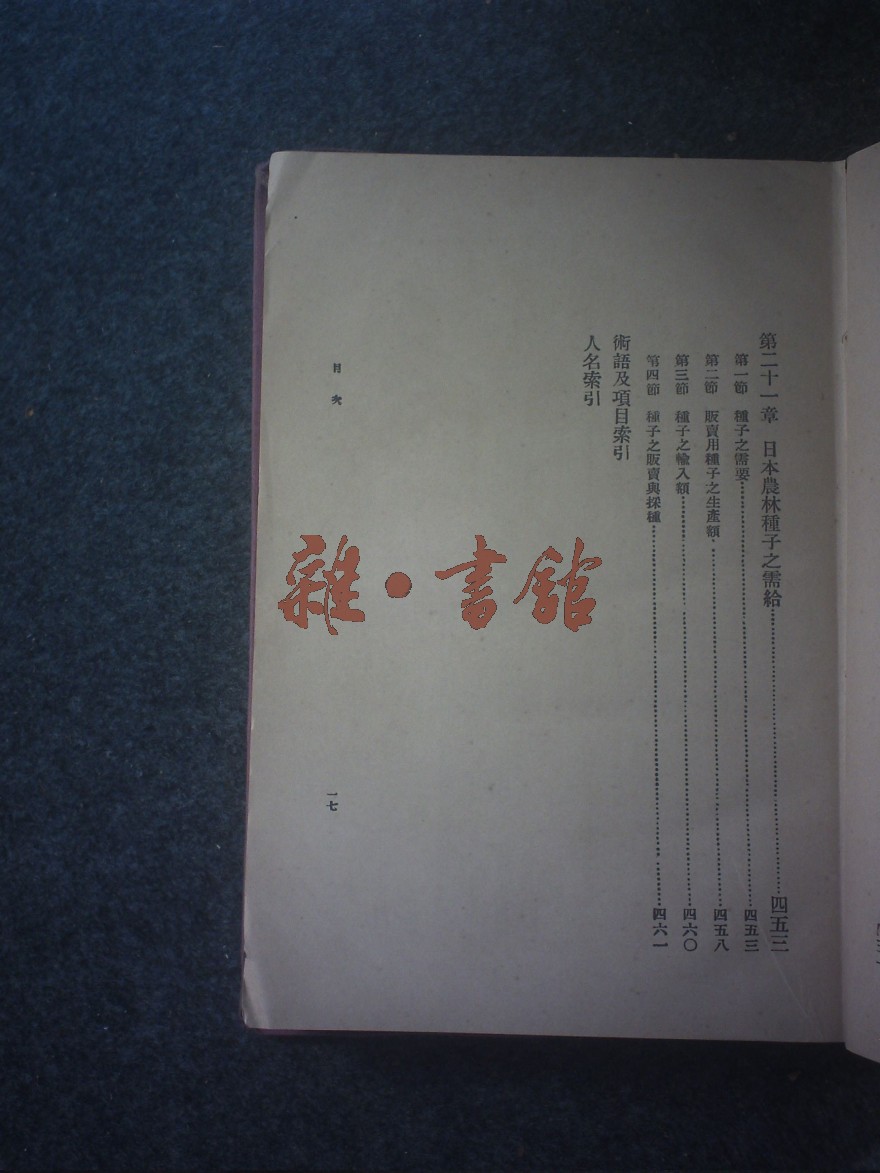 第二十一章 日本農林種子之需給……四五三
第一節 種子之需要……四五三
第二節 販賣用種子之生產額……四五八
第三節 種子之輸入額……四六〇
第四節 種子之販賣與採種……四六一
術語及項目索引
人名索引
目次
一七
雜·書館